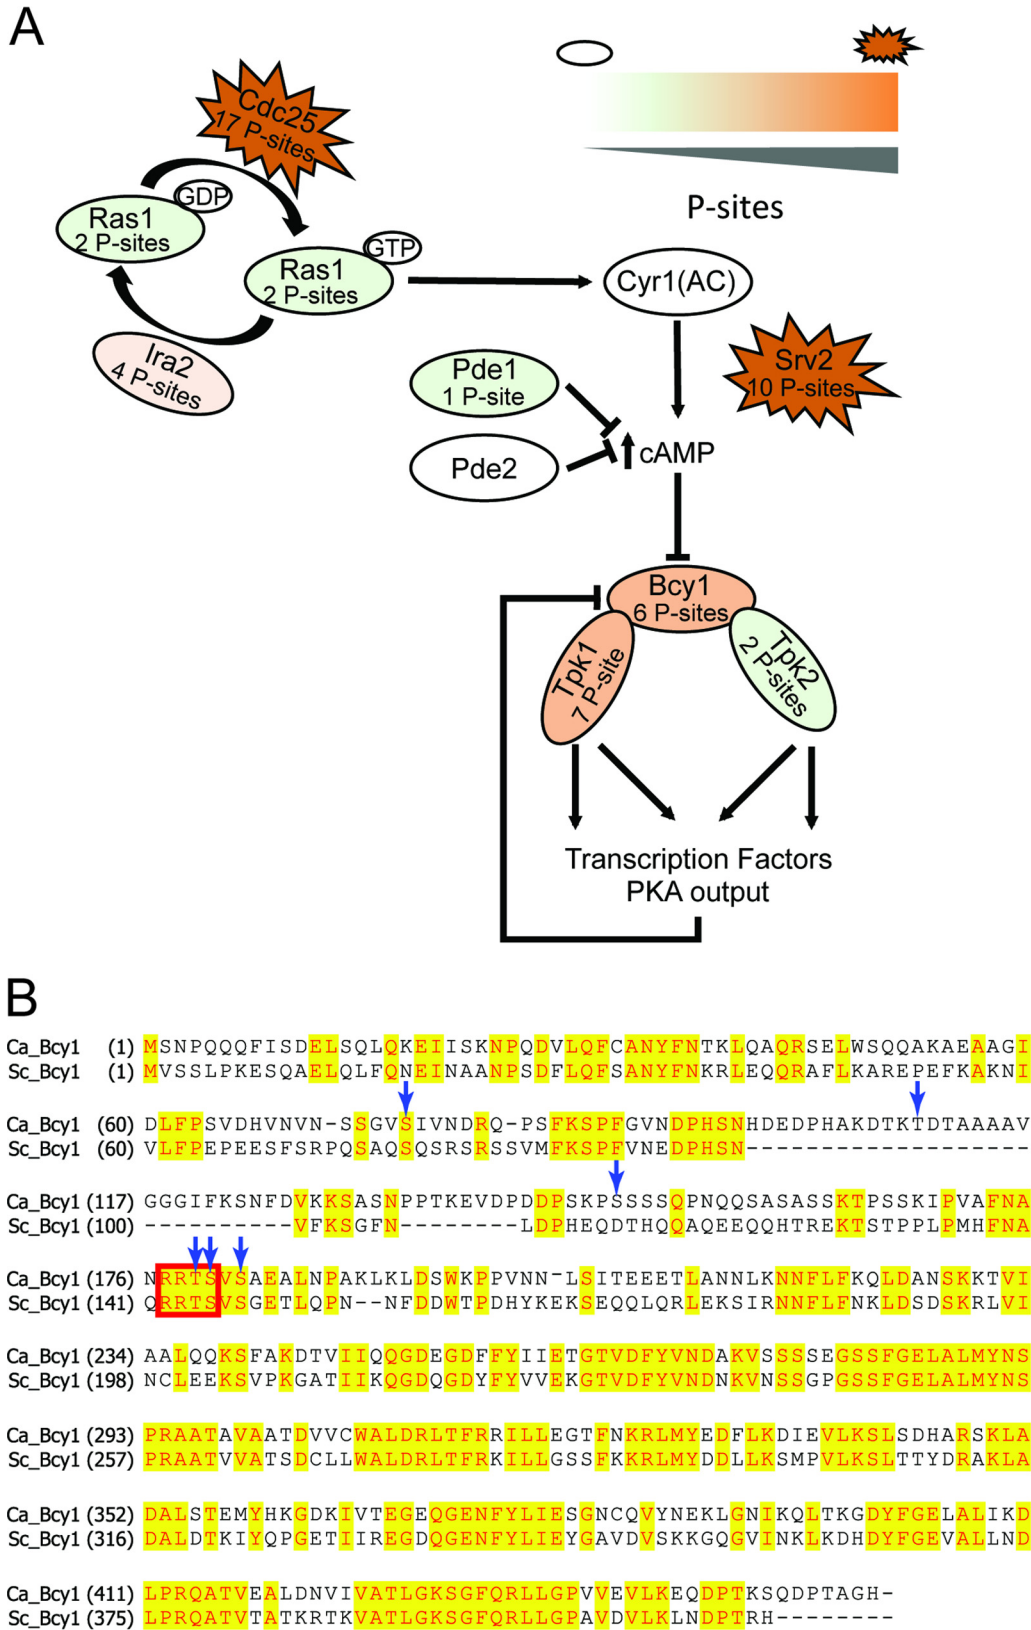 A
Cdc25
17 P-sites
GDP
Ras1
2 P-sites
GTP
Ras1
2 P-sites
Ira2
4 P-sites
P-sites
Cyr1(AC)
Srv2
10 P-sites
Pde1
1 P-site
Pde2
cAMP
Bcy1
6 P-sites
Tpk1
7 P-site
Tpk2
2 P-sites
Transcription Factors
PKA output
B
Ca_Bcy1 (1) MSNPQQQFISDELSQLQKEIISKNPQDVLQFCANYFNTKLQAQRSELWSQQAKAEAAGI
Sc_Bcy1 (1) MVSSLPKESQAELQLFQNEINAANPSDFLQFSANYFNKRLEQQRAFLKAREPEFKAKNI
Ca_Bcy1 (60) DLFPSVDHVNVN-SSGVSIVNDRQ-PSFKSPFGVNDPHSNHDEDPHAKDTKTDTAAAAV
Sc_Bcy1 (60) VLFPEPEESFSRPQSAQSQSRSRSSVMFKSPFVNEDPHSN-------------------
Ca_Bcy1 (117) GGGIFKSNFDVKKSASNPPTKEVDPDDPSKPSSSSQPNQQSASASSKTPSSKIPVAFNA
Sc_Bcy1 (100) ----------VFKSGFN--------LDPHEQDTHQQAQEEQQHTREKTSTPPLPMHFNA
Ca_Bcy1 (176) NRRTSVSAEALNPAKLKLDSWKPPVNN-LSITEEETLANNLKNNFLFKQLDANSKKTVI
Sc_Bcy1 (141) QRRTSVSGETLQPN--NFDDWTPDHYKEKSEQQLQRLEKSIRNNFLFNKLDSDSKRLVI
Ca_Bcy1 (234) AALQQKSFAKDTVIIQQGDEGDFFYIIETGTVDFYVNDAKVSSSSEGSSFGELALMYNS
Sc_Bcy1 (198) NCLEEKSVPKGATIIKQGDQGDYFYVVEKGTVDFYVNDNKVNSSGPGSSFGELALMYNS
Ca_Bcy1 (293) PRAATAVAATDVVCWALDRLTFRRILLEGTFNKRLMYEDFLKDIEVLKSLSDHARSKLA
Sc_Bcy1 (257) PRAATVVATSDCLLWALDRLTFRKILLGSSFKKRLMYDDLLKSMPVLKSLTTYDRAKLA
Ca_Bcy1 (352) DALSTEMYHKGDKIVTEGEQGENFYLIESGNCQVYNEKLGNIKQLTKGDYFGELALIKD
Sc_Bcy1 (316) DALDTKIYQPGETIIREGDQGENFYLIEYGAVDVSKKGQGVINKLKDHDYFGEVALLND
Ca_Bcy1 (411) LPRQATVEALDNVIVATLGKSGFQRLLGPVVEVLKEQDPTKSQDPTAGH-
Sc_Bcy1 (375) LPRQATVTATKRTKVATLGKSGFQRLLGPAVDVLKLNDPTRH--------